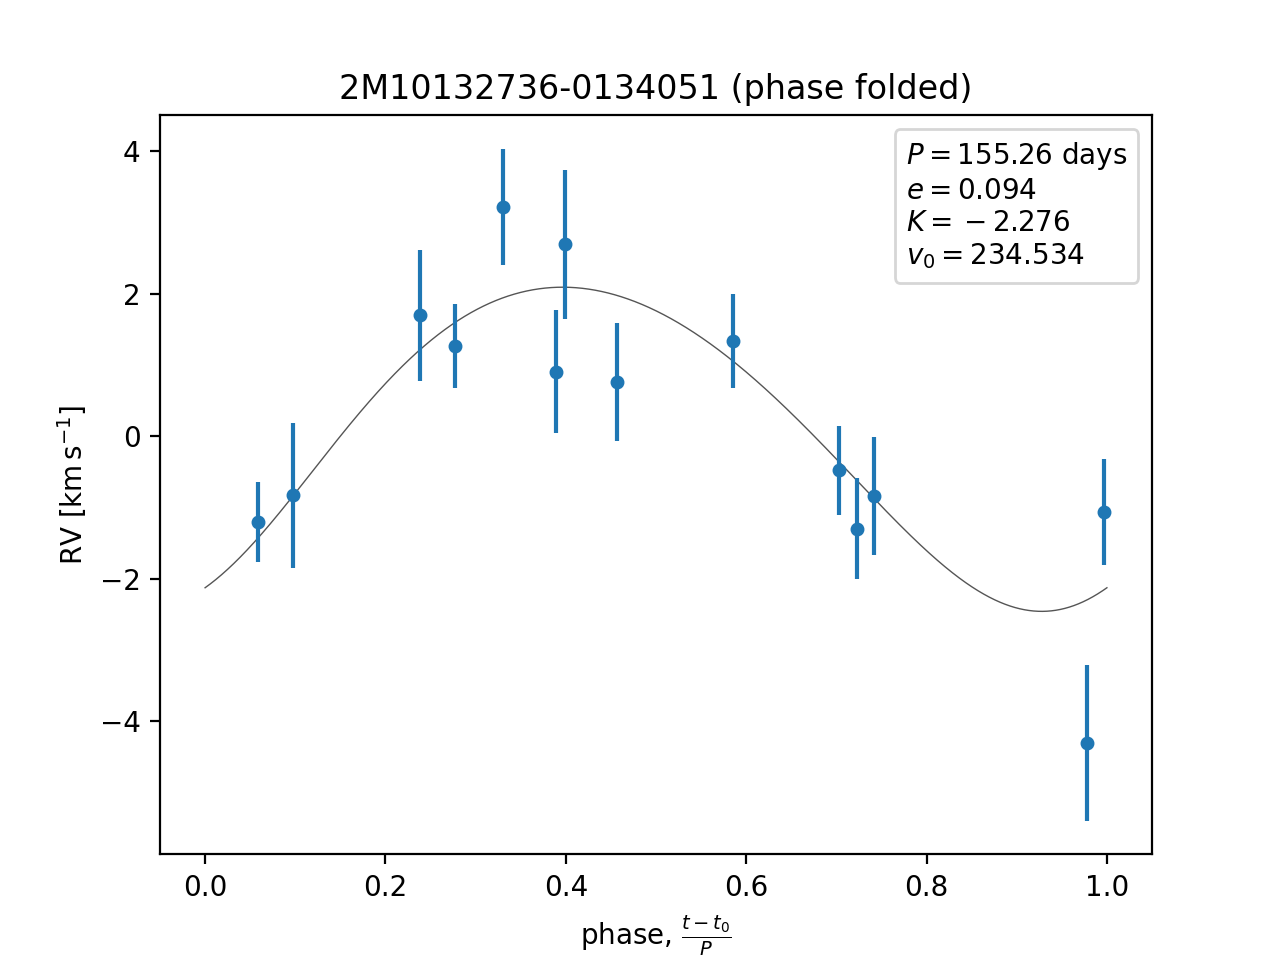 2M10132736-0134051 (phase folded)
P = 155.26 days
e = 0.094
K = −2.276
v₀ = 234.534
4
2
0
−2
−4
RV [km s⁻¹]
0.0 0.2 0.4 0.6 0.8 1.0
phase, (t − t₀)/P